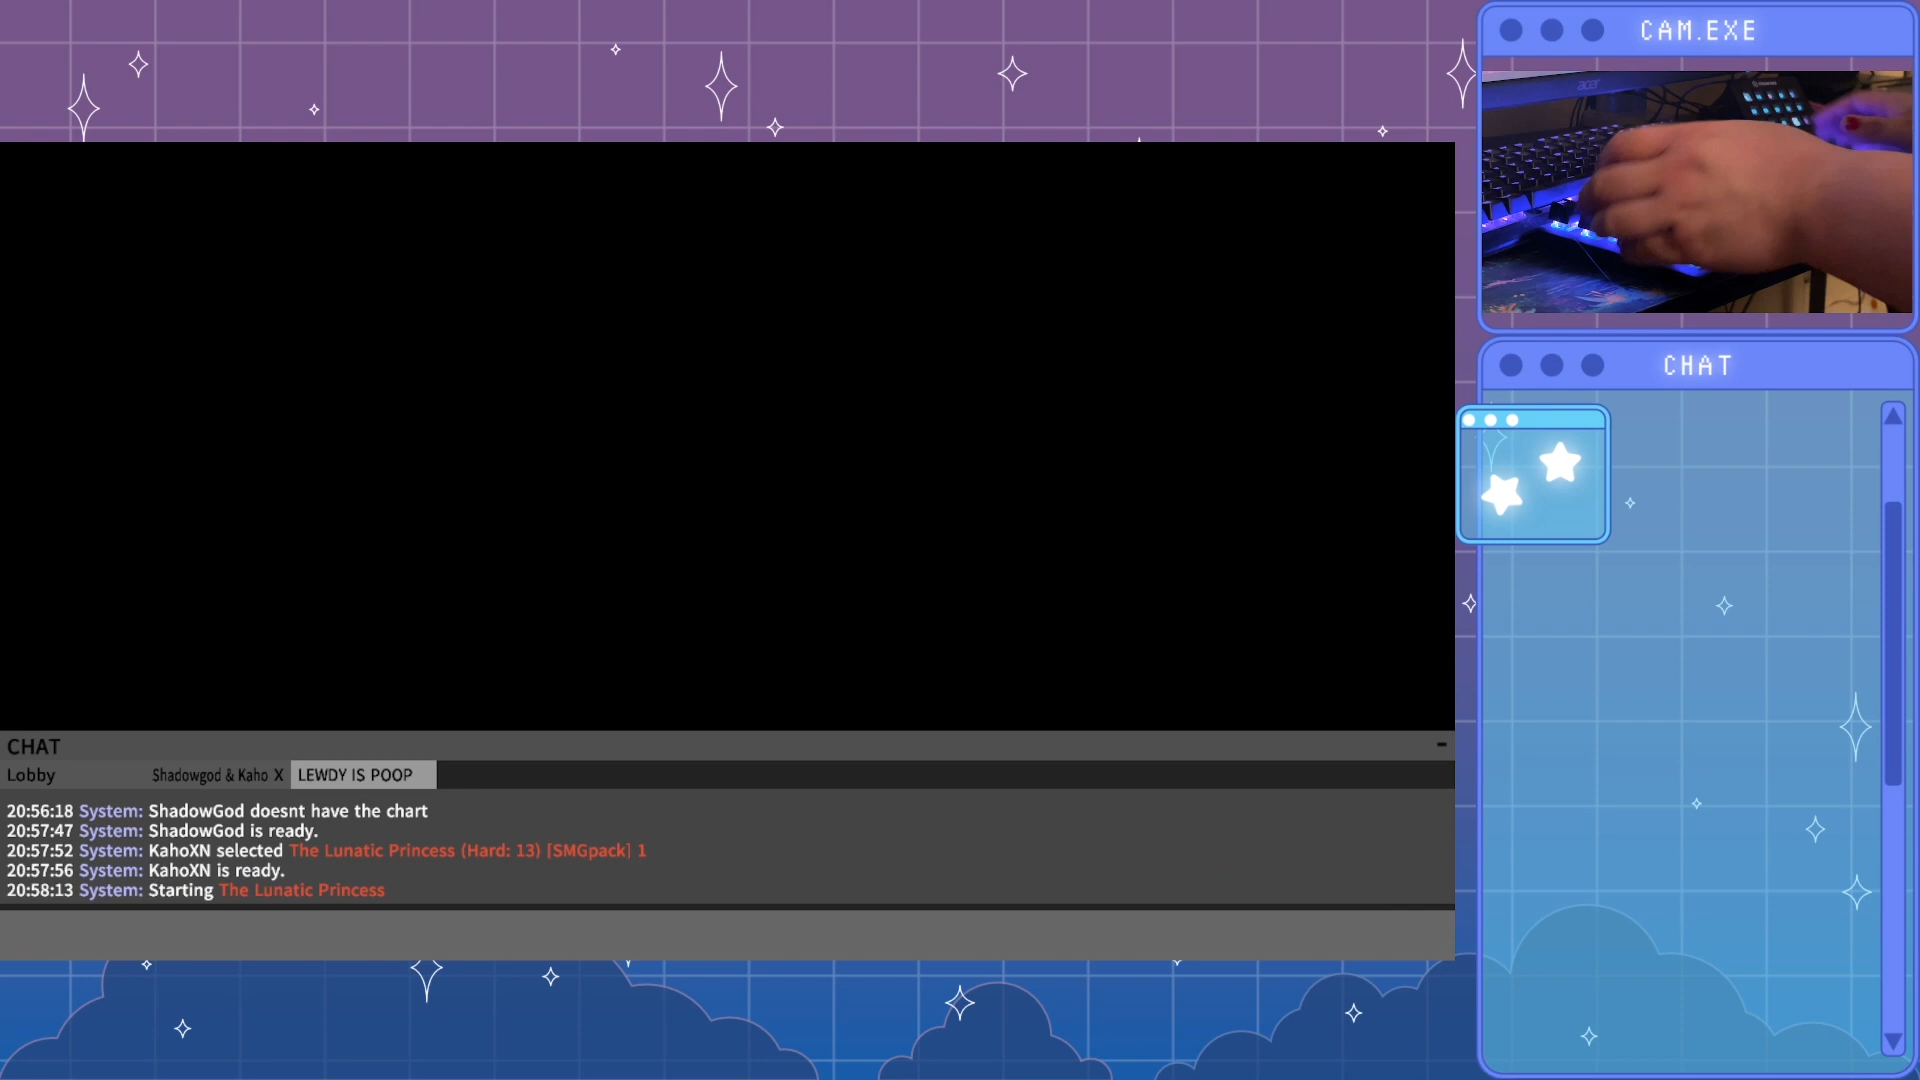 CAM.EXE
acer
CHAT
CHAT
-
Lobby Shadowgod & Kaho X LEWDY IS POOP
20:56:18 System: ShadowGod doesnt have the chart
20:57:47 System: ShadowGod is ready.
20:57:52 System: KahoXN selected The Lunatic Princess (Hard: 13) [SMGpack] 1
20:57:56 System: KahoXN is ready.
20:58:13 System: Starting The Lunatic Princess